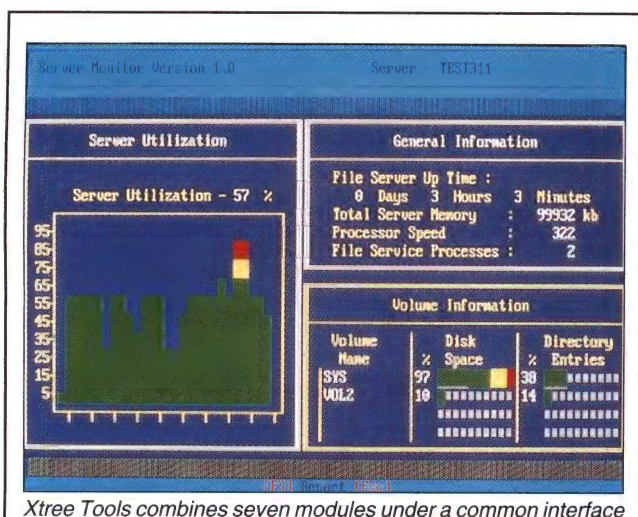 Server Monitor Version 1.0 Server - TEST311
Server Utilization
Server Utilization - 57 %
95
85
75
65
55
45
35
25
15
5
General Information
File Server Up Time :
0 Days 3 Hours 3 Minutes
Total Server Memory : 99932 kb
Processor Speed : 322
File Service Processes : 2
Volume Information
Volume Disk Directory
Name % Space % Entries
SYS 97 38
VOL2 10 14
Report
Xtree Tools combines seven modules under a common interface